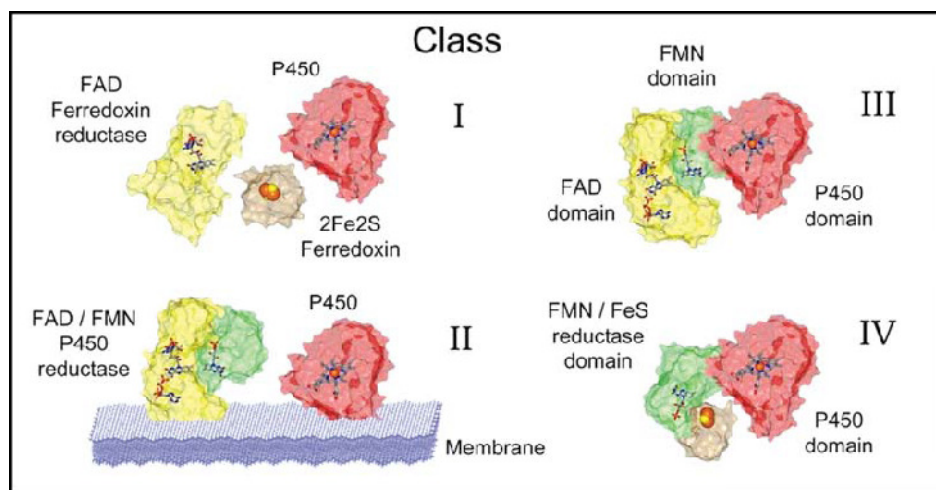 Class
FAD
Ferredoxin
reductase
P450
I
2Fe2S
Ferredoxin
FMN
domain
III
FAD
domain
P450
domain
FAD / FMN
P450
reductase
P450
II
Membrane
FMN / FeS
reductase
domain
IV
P450
domain